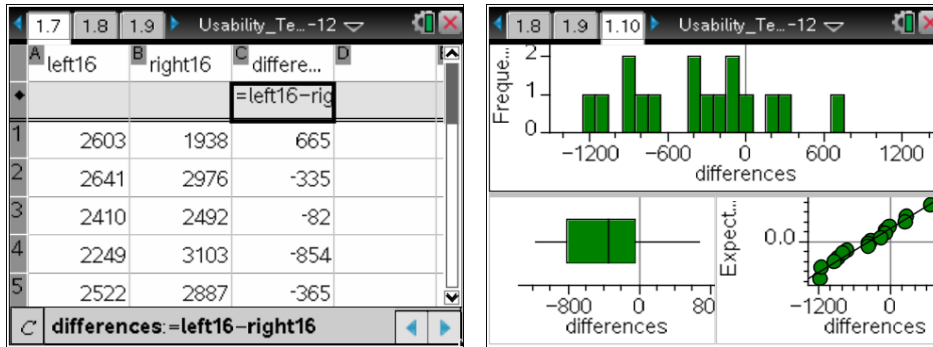 1.7 1.8 1.9 Usability_Te...-12
A left16 B right16 C differe... D
=left16-rig
1 2603 1938 665
2 2641 2976 -335
3 2410 2492 -82
4 2249 3103 -854
5 2522 2887 -365
C differences:=left16-right16
1.8 1.9 1.10 Usability_Te...-12
Freque...
2
1
0
-1200 -600 0 600 1200
differences
Expect...
0.0
-800 0 80
differences
-1200 0
differences